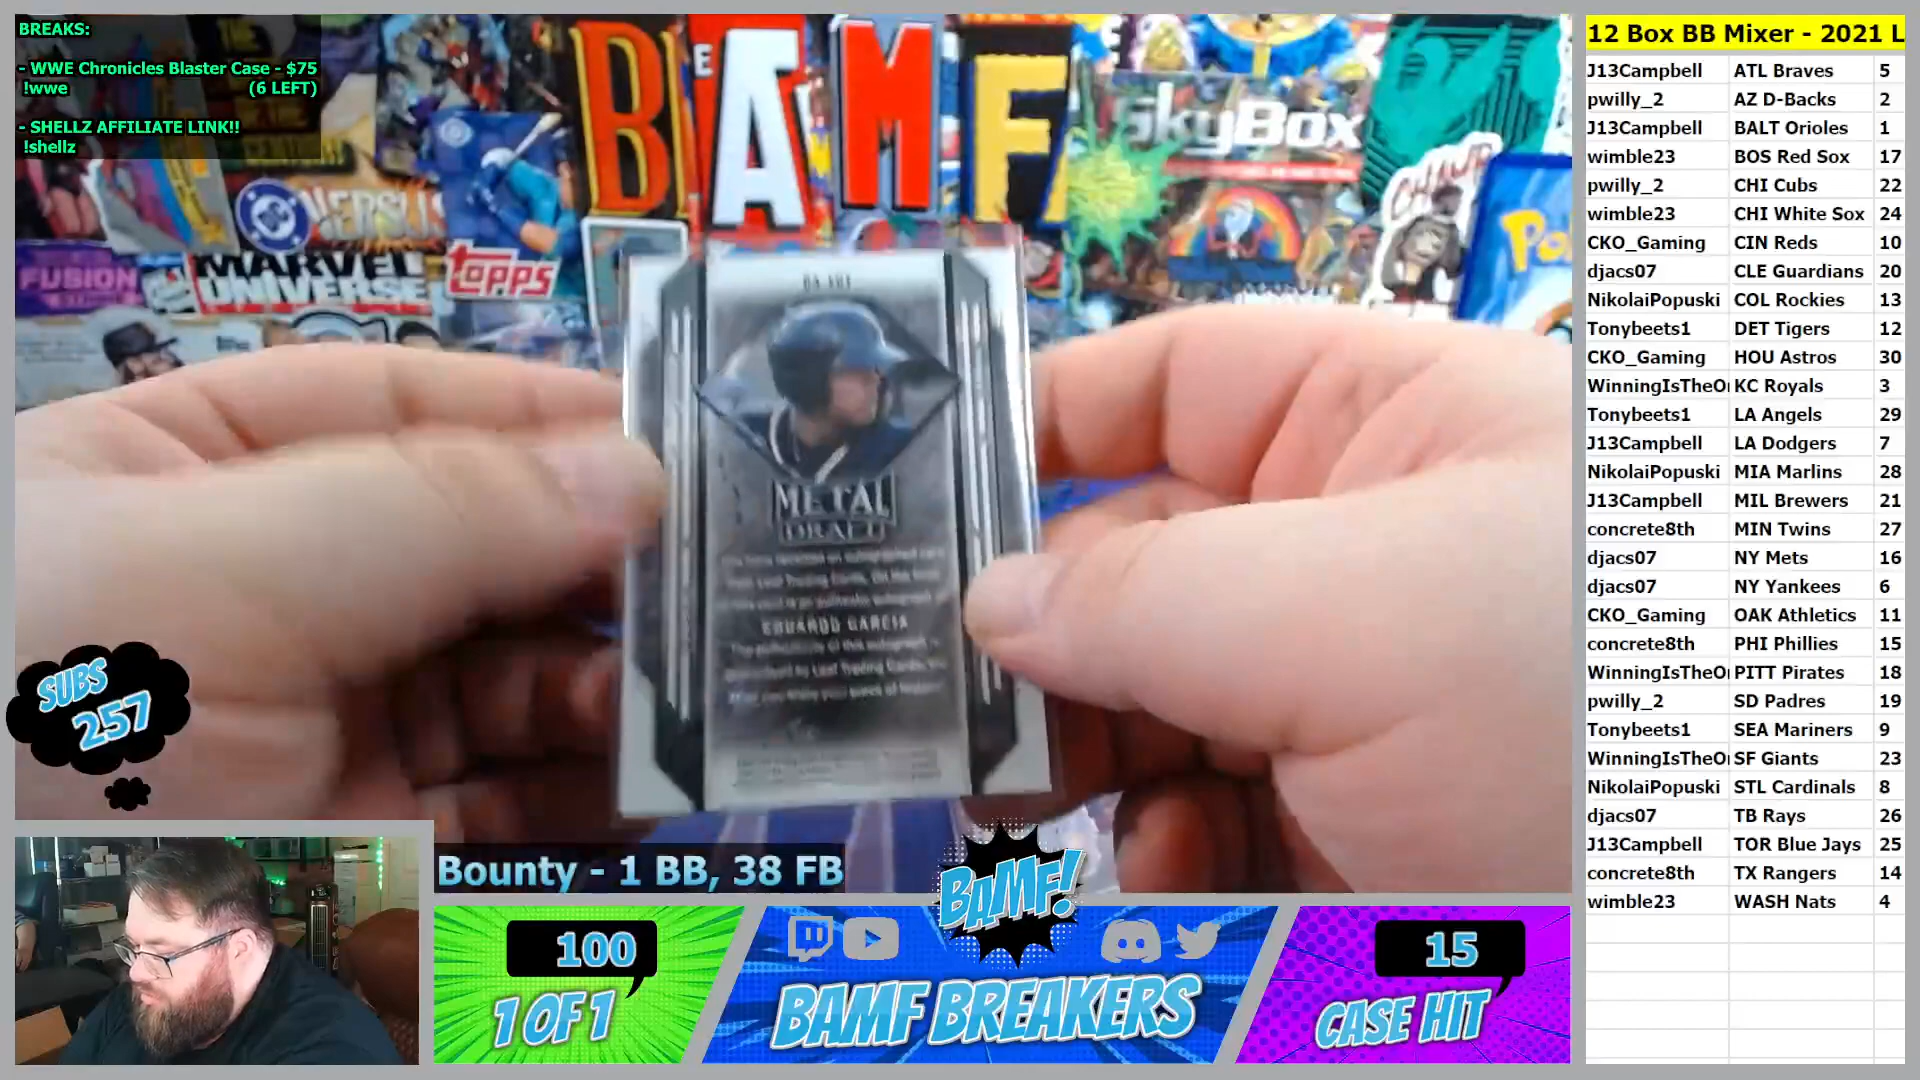 BREAKS:
- WWE Chronicles Blaster Case - $75
!wwe (6 LEFT)
- SHELLZ AFFILIATE LINK!!
!shellz
BAMF
SkyBox
FUSION
MARVEL
UNIVERSE
topps
METAL
DRAFT
EDUARDO GARCIA
SUBS
257
Bounty - 1 BB, 38 FB
BAMF!
100
1 OF 1
BAMF BREAKERS
15
CASE HIT
12 Box BB Mixer - 2021 L
J13Campbell ATL Braves 5
pwilly_2 AZ D-Backs 2
J13Campbell BALT Orioles 1
wimble23 BOS Red Sox 17
pwilly_2 CHI Cubs 22
wimble23 CHI White Sox 24
CKO_Gaming CIN Reds 10
djacs07 CLE Guardians 20
NikolaiPopuski COL Rockies 13
Tonybeets1 DET Tigers 12
CKO_Gaming HOU Astros 30
WinningIsTheO KC Royals 3
Tonybeets1 LA Angels 29
J13Campbell LA Dodgers 7
NikolaiPopuski MIA Marlins 28
J13Campbell MIL Brewers 21
concrete8th MIN Twins 27
djacs07 NY Mets 16
djacs07 NY Yankees 6
CKO_Gaming OAK Athletics 11
concrete8th PHI Phillies 15
WinningIsTheO PITT Pirates 18
pwilly_2 SD Padres 19
Tonybeets1 SEA Mariners 9
WinningIsTheO SF Giants 23
NikolaiPopuski STL Cardinals 8
djacs07 TB Rays 26
J13Campbell TOR Blue Jays 25
concrete8th TX Rangers 14
wimble23 WASH Nats 4